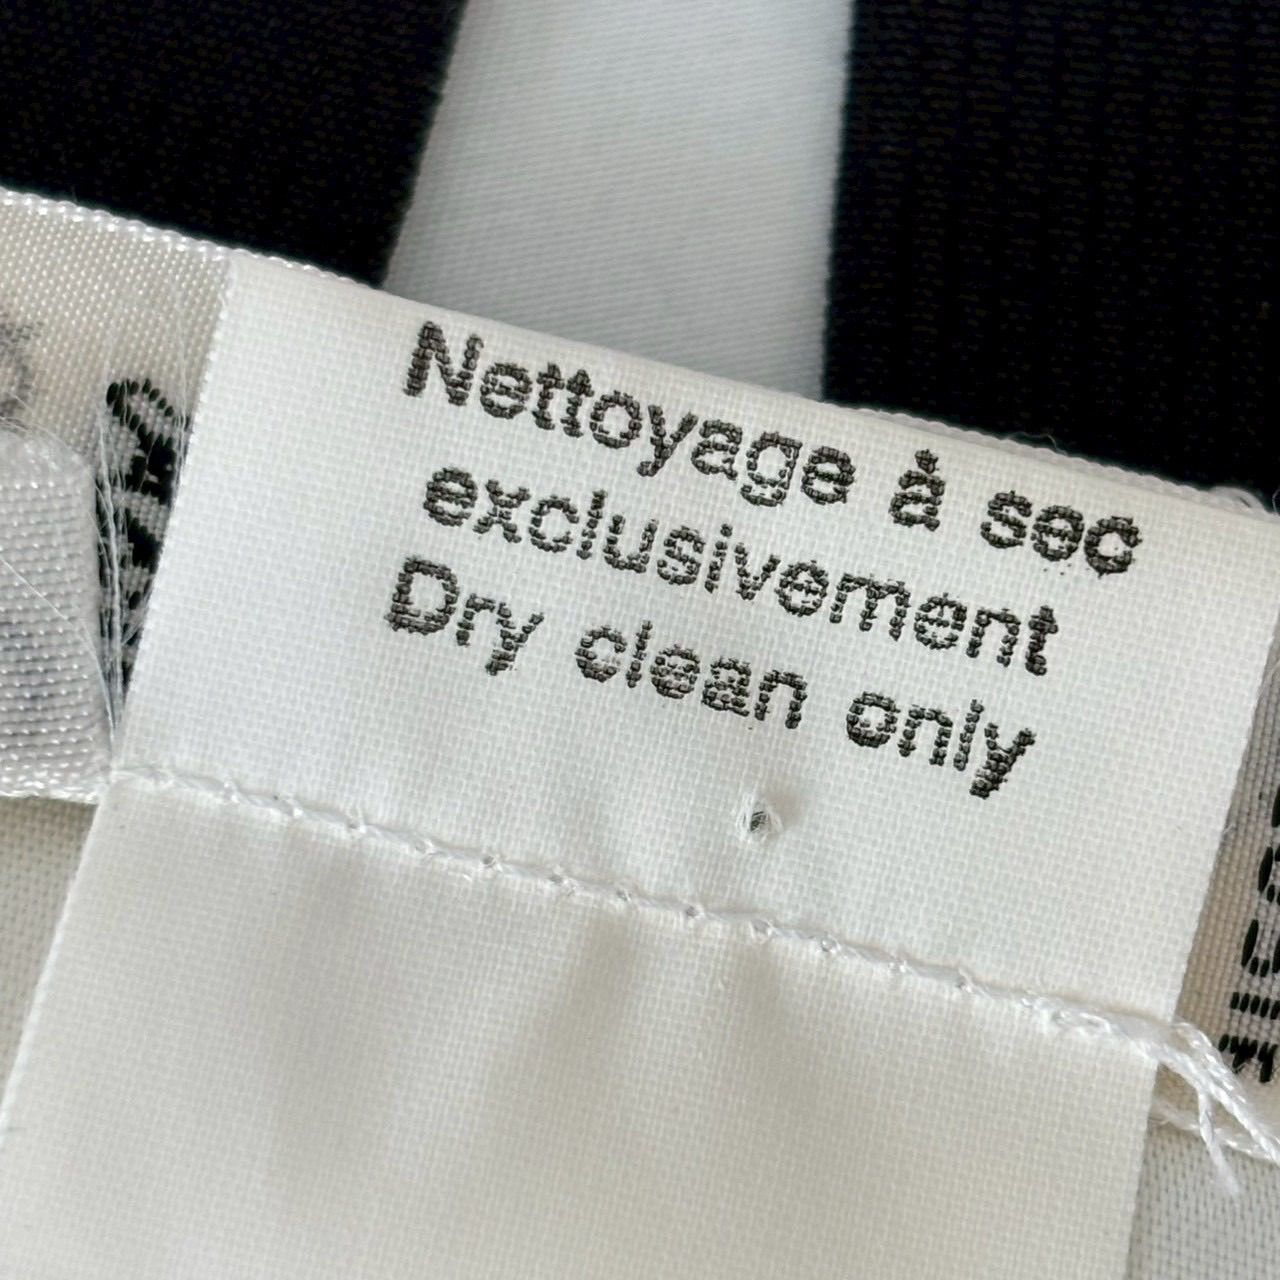 Nettoyage à sec
exclusivement
Dry clean only